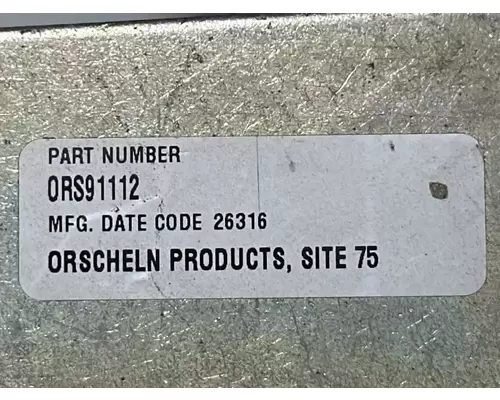 PART NUMBER
ORS91112
MFG. DATE CODE 26316
ORSCHELN PRODUCTS, SITE 75